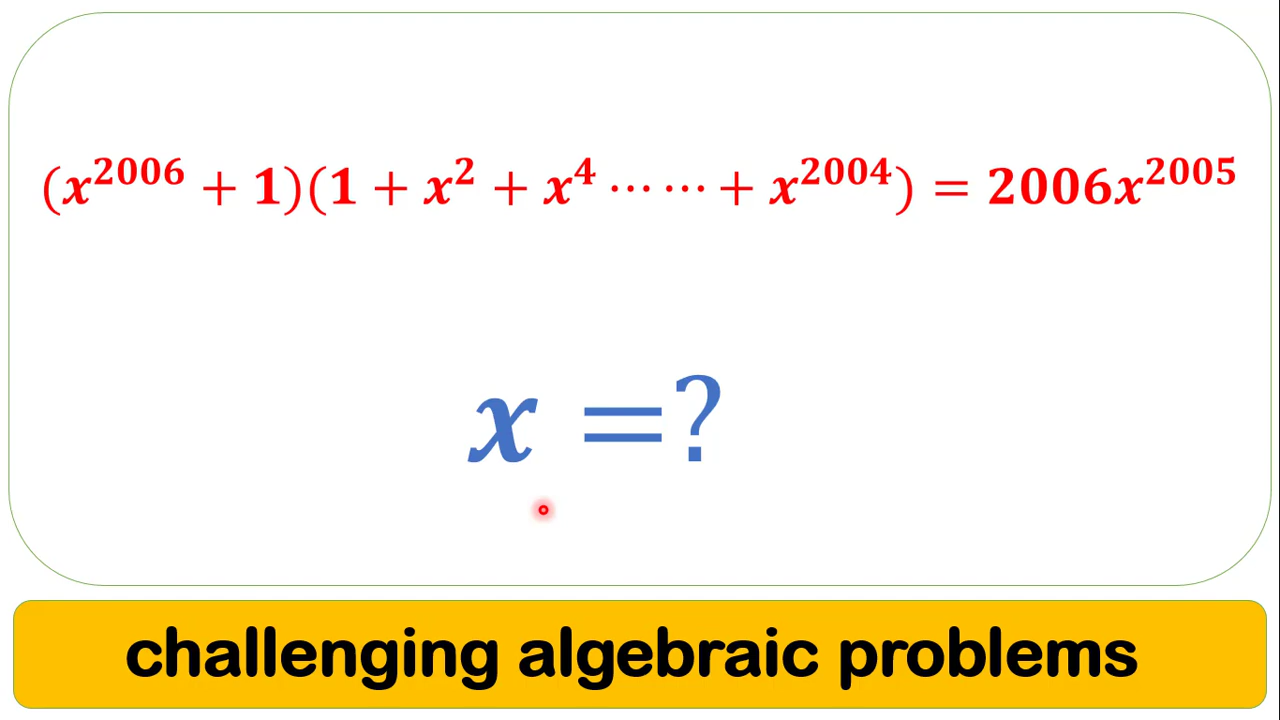 (x^2006 + 1)(1 + x^2 + x^4 ⋯⋯ + x^2004) = 2006x^2005
x =?
challenging algebraic problems